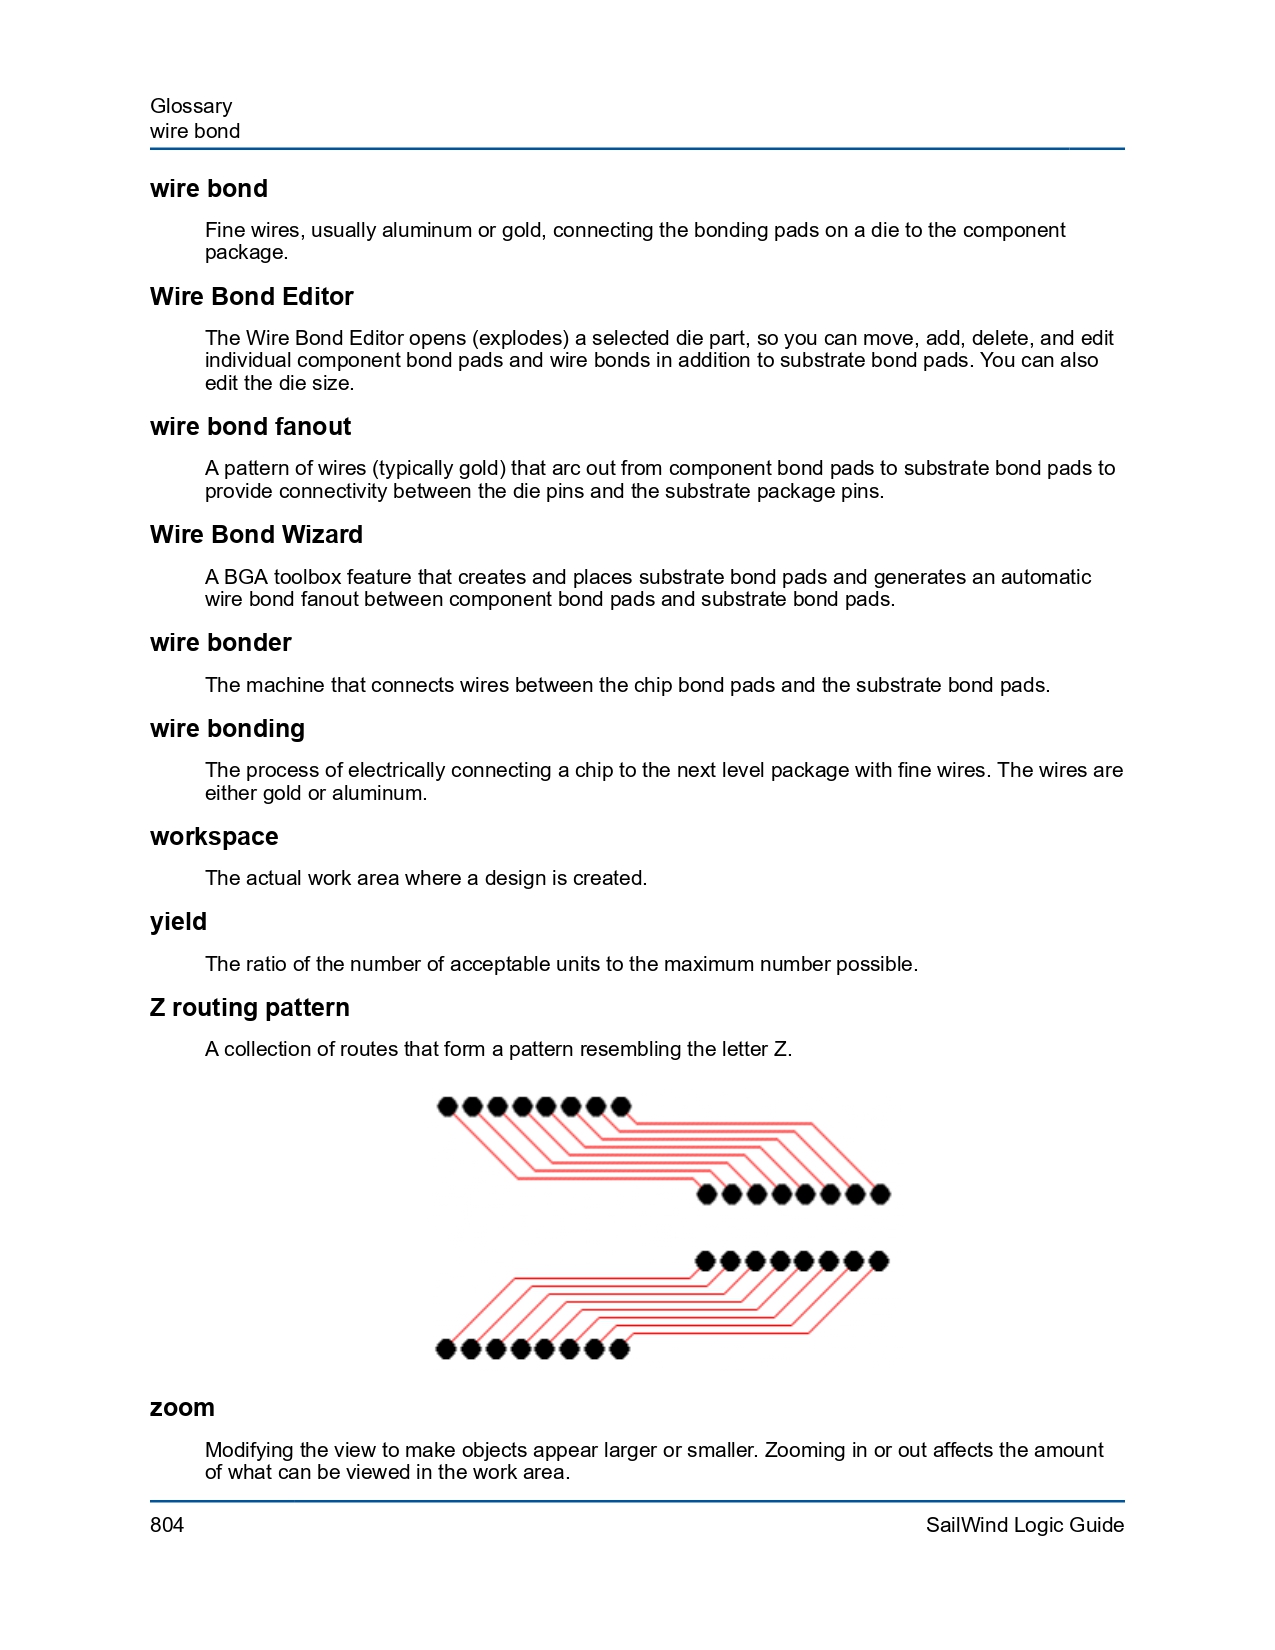 Glossary
wire bond
wire bond
Fine wires, usually aluminum or gold, connecting the bonding pads on a die to the component
package.
Wire Bond Editor
The Wire Bond Editor opens (explodes) a selected die part, so you can move, add, delete, and edit
individual component bond pads and wire bonds in addition to substrate bond pads. You can also
edit the die size.
wire bond fanout
A pattern of wires (typically gold) that arc out from component bond pads to substrate bond pads to
provide connectivity between the die pins and the substrate package pins.
Wire Bond Wizard
A BGA toolbox feature that creates and places substrate bond pads and generates an automatic
wire bond fanout between component bond pads and substrate bond pads.
wire bonder
The machine that connects wires between the chip bond pads and the substrate bond pads.
wire bonding
The process of electrically connecting a chip to the next level package with fine wires. The wires are
either gold or aluminum.
workspace
The actual work area where a design is created.
yield
The ratio of the number of acceptable units to the maximum number possible.
Z routing pattern
A collection of routes that form a pattern resembling the letter Z.
zoom
Modifying the view to make objects appear larger or smaller. Zooming in or out affects the amount
of what can be viewed in the work area.
804
SailWind Logic Guide